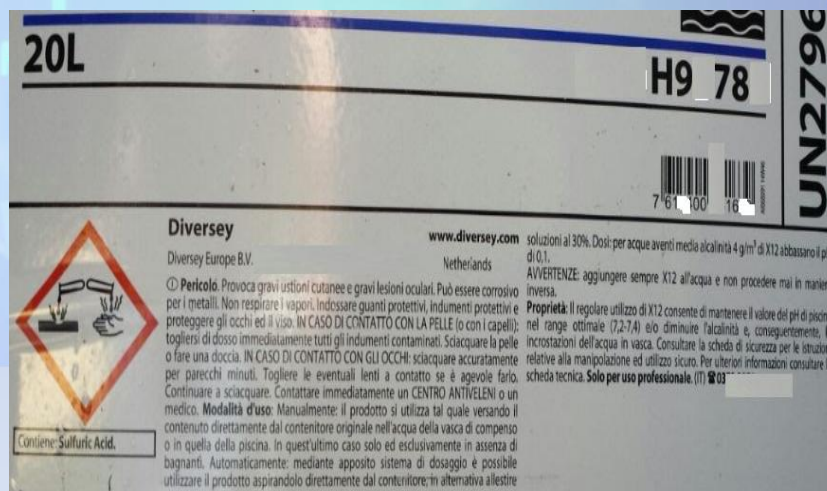 20L
H9 78
UN2796
7 61 00 16
Diversey
www.diversey.com
Diversey Europe B.V.
Netherlands
Pericolo. Provoca gravi ustioni cutanee e gravi lesioni oculari. Può essere corrosivo
per i metalli. Non respirare i vapori. Indossare guanti protettivi, indumenti protettivi e
proteggere gli occhi ed il viso. IN CASO DI CONTATTO CON LA PELLE (o con i capelli):
togliersi di dosso immediatamente tutti gli indumenti contaminati. Sciacquare la pelle
o fare una doccia. IN CASO DI CONTATTO CON GLI OCCHI: sciacquare accuratamente
per parecchi minuti. Togliere le eventuali lenti a contatto se è agevole farlo.
Continuare a sciacquare. Contattare immediatamente un CENTRO ANTIVELENI o un
medico. Modalità d'uso: Manualmente: il prodotto si utilizza tal quale versando il
contenuto direttamente dal contenitore originale nell'acqua della vasca di compenso
o in quella della piscina. In quest'ultimo caso solo ed esclusivamente in assenza di
bagnanti. Automaticamente: mediante apposito sistema di dosaggio è possibile
utilizzare il prodotto aspirandolo direttamente dal contenitore; in alternativa allestire
soluzioni al 30%. Dosi: per acque aventi media alcalinità 4 g/m³ di X12 abbassano il p
di 0,1.
AVVERTENZE: aggiungere sempre X12 all'acqua e non procedere mai in manier
inversa.
Proprietà: Il regolare utilizzo di X12 consente di mantenere il valore del pH di piscin
nel range ottimale (7,2-7,4) e/o diminuire l'alcalinità e, conseguentemente,
incrostazioni dell'acqua in vasca. Consultare la scheda di sicurezza per le istruzion
relative alla manipolazione ed utilizzo sicuro. Per ulteriori informazioni consultare
scheda tecnica. Solo per uso professionale. (IT) ☎ 03
Contiene: Sulfuric Acid.